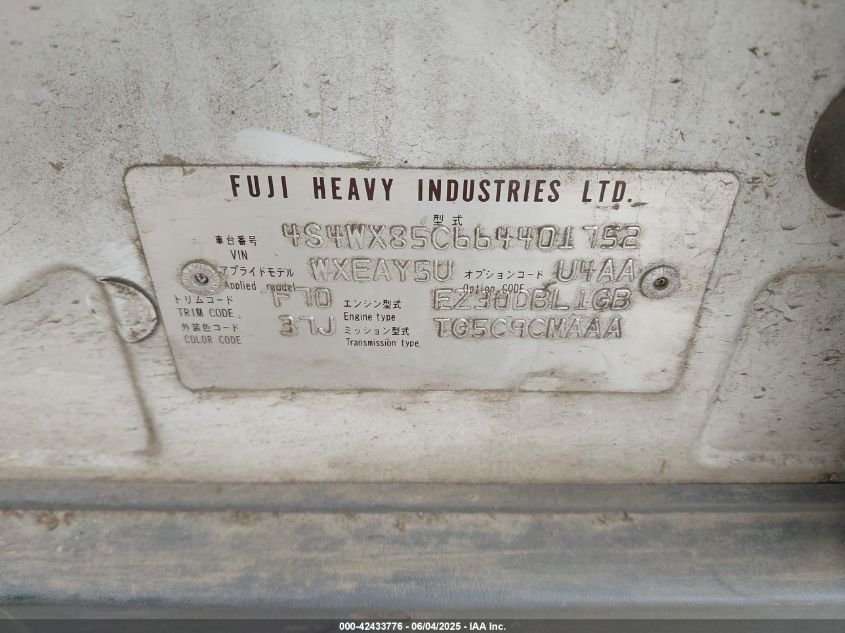 FUJI HEAVY INDUSTRIES LTD.
型式
車台番号 4S4WX85C664401752
VIN
アプライドモデル WXEAY5U オプションコード U4AA
Applied model Option CODE
トリムコード F70 エンジン型式 EZ30DBL1GB
TRIM CODE Engine type
外装色コード 37J ミッション型式 TG5C9CMAAA
COLOR CODE Transmission type
000-42433776 - 06/04/2025 - IAA Inc.